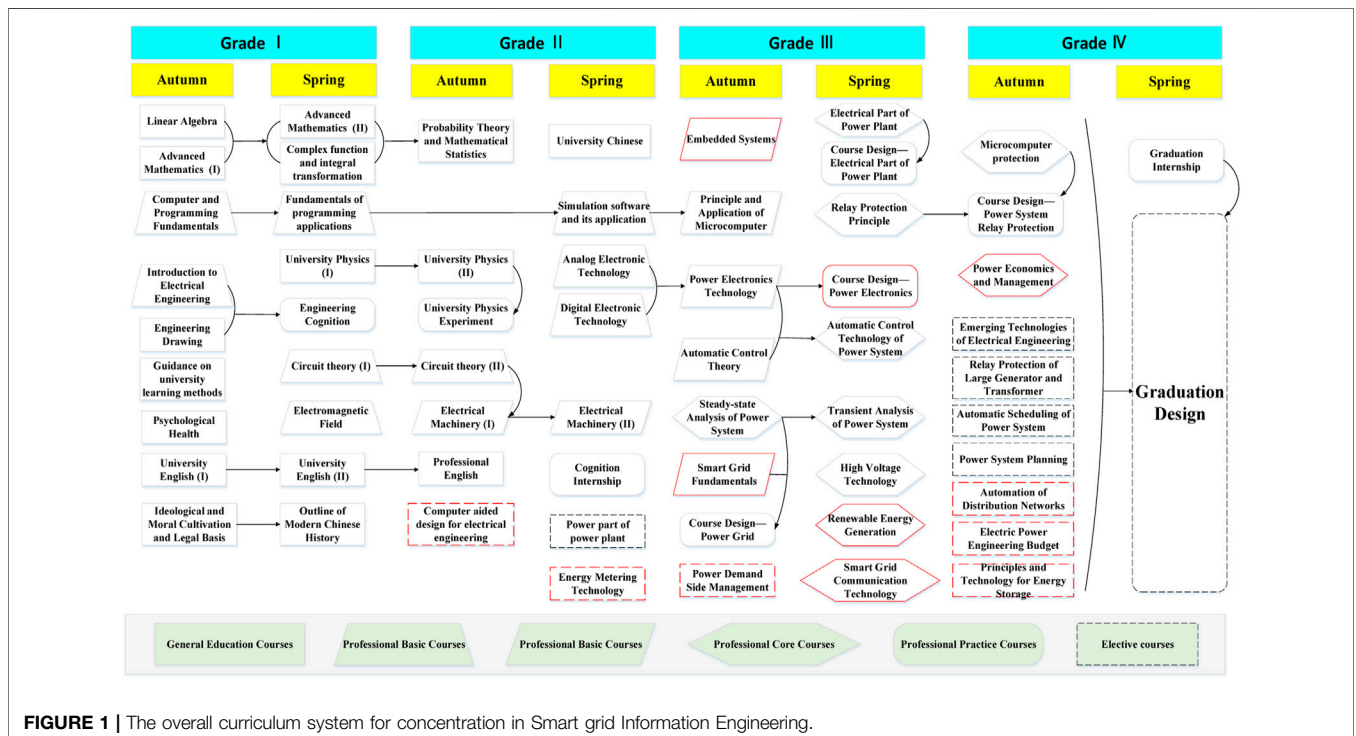 Grade Ⅰ
Grade Ⅱ
Grade Ⅲ
Grade Ⅳ
Autumn
Spring
Autumn
Spring
Autumn
Spring
Autumn
Spring
Linear Algebra
Advanced
Mathematics (I)
Computer and
Programming
Fundamentals
Introduction to
Electrical
Engineering
Engineering
Drawing
Guidance on
university
learning methods
Psychological
Health
University
English (I)
Ideological and
Moral Cultivation
and Legal Basis
Advanced
Mathematics (II)
Complex function
and integral
transformation
Fundamentals of
programming
applications
University Physics
(I)
Engineering
Cognition
Circuit theory (I)
Electromagnetic
Field
University
English (II)
Outline of
Modern Chinese
History
Probability Theory
and Mathematical
Statistics
University
Physics (II)
University Physics
Experiment
Circuit theory (II)
Electrical
Machinery (I)
Professional
English
Computer aided
design for electrical
engineering
University Chinese
Simulation software
and its application
Analog Electronic
Technology
Digital Electronic
Technology
Electrical
Machinery (II)
Cognition
Internship
Power part of
power plant
Energy Metering
Technology
Embedded Systems
Principle and
Application of
Microcomputer
Power Electronics
Technology
Automatic Control
Theory
Steady-state
Analysis of Power
System
Smart Grid
Fundamentals
Course Design—
Power Grid
Power Demand
Side Management
Electrical Part of
Power Plant
Course Design—
Electrical Part of
Power Plant
Relay Protection
Principle
Course Design—
Power Electronics
Automatic Control
Technology of
Power System
Transient Analysis
of Power System
High Voltage
Technology
Renewable Energy
Generation
Smart Grid
Communication
Technology
Microcomputer
protection
Course Design—
Power System
Relay Protection
Power Economics
and Management
Emerging Technologies
of Electrical Engineering
Relay Protection of
Large Generator and
Transformer
Automatic Scheduling of
Power System
Power System Planning
Automation of
Distribution Networks
Electric Power
Engineering Budget
Principles and
Technology for Energy
Storage
Graduation
Internship
Graduation
Design
General Education Courses
Professional Basic Courses
Professional Basic Courses
Professional Core Courses
Professional Practice Courses
Elective courses
FIGURE 1 | The overall curriculum system for concentration in Smart grid Information Engineering.